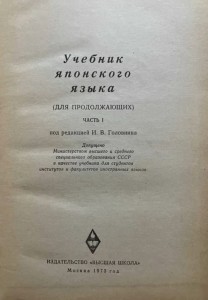 Учебник
японского
языка
(ДЛЯ ПРОДОЛЖАЮЩИХ)
ЧАСТЬ I
под редакцией И. В. Головнина
Допущено
Министерством высшего и среднего
специального образования СССР
в качестве учебника для студентов
институтов и факультетов иностранных языков
ИЗДАТЕЛЬСТВО «ВЫСШАЯ ШКОЛА»
Москва 1973 год